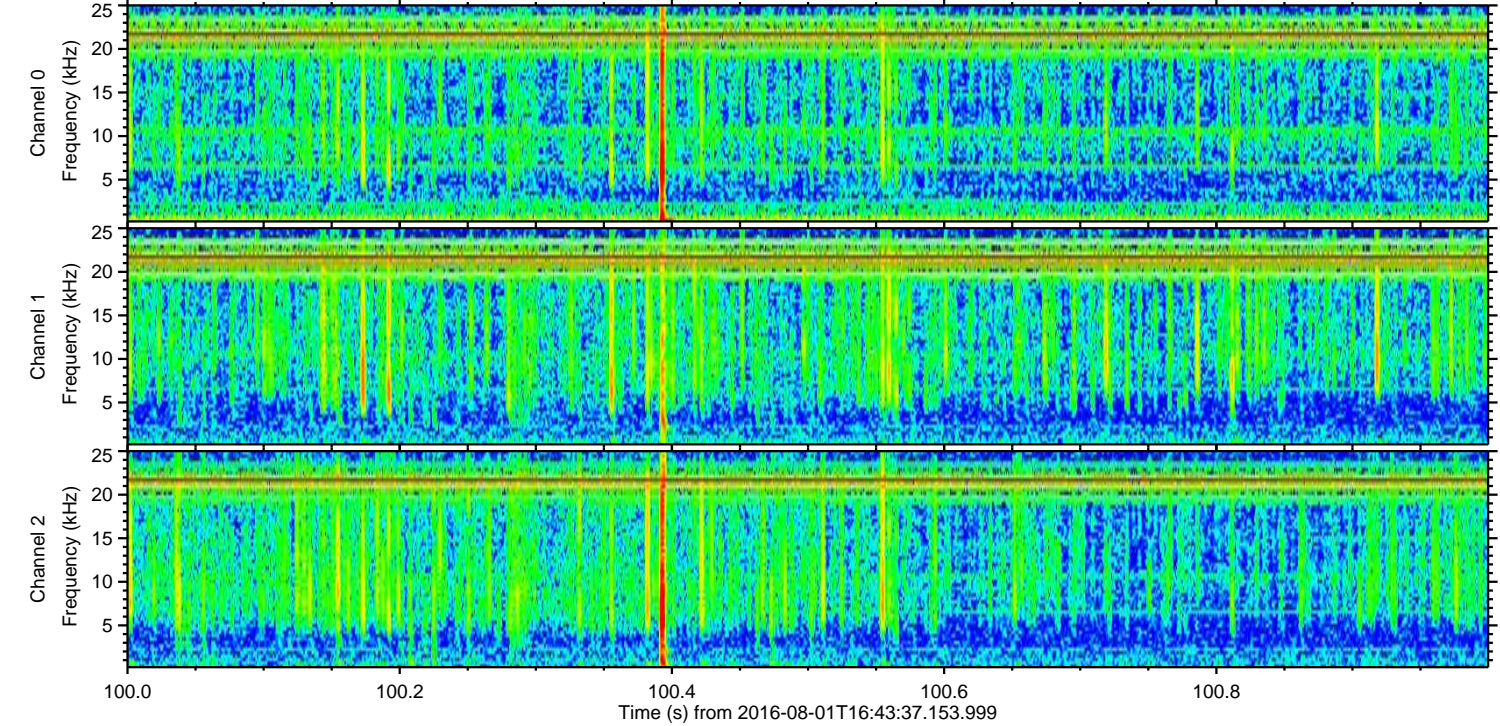 25
20
15
10
5
Channel 0
Frequency (kHz)
25
20
15
10
5
Channel 1
Frequency (kHz)
25
20
15
10
5
Channel 2
Frequency (kHz)
100.0 100.2 100.4 100.6 100.8
Time (s) from 2016-08-01T16:43:37.153.999